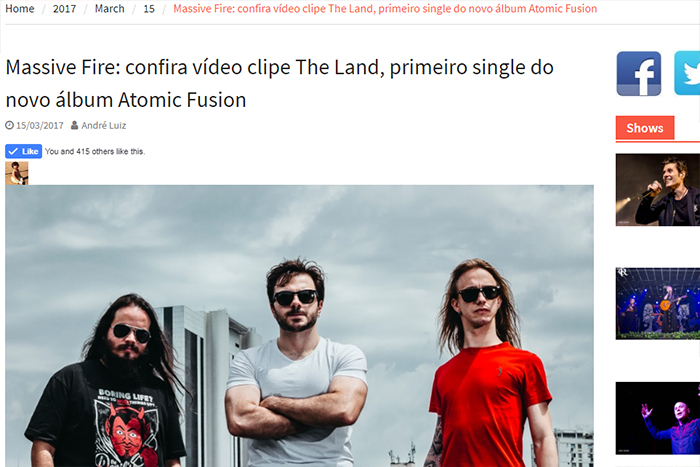 Home / 2017 / March / 15 / Massive Fire: confira vídeo clipe The Land, primeiro single do novo álbum Atomic Fusion
Massive Fire: confira vídeo clipe The Land, primeiro single do
novo álbum Atomic Fusion
15/03/2017 André Luiz
Like You and 415 others like this.
Shows
BORING LIFE?